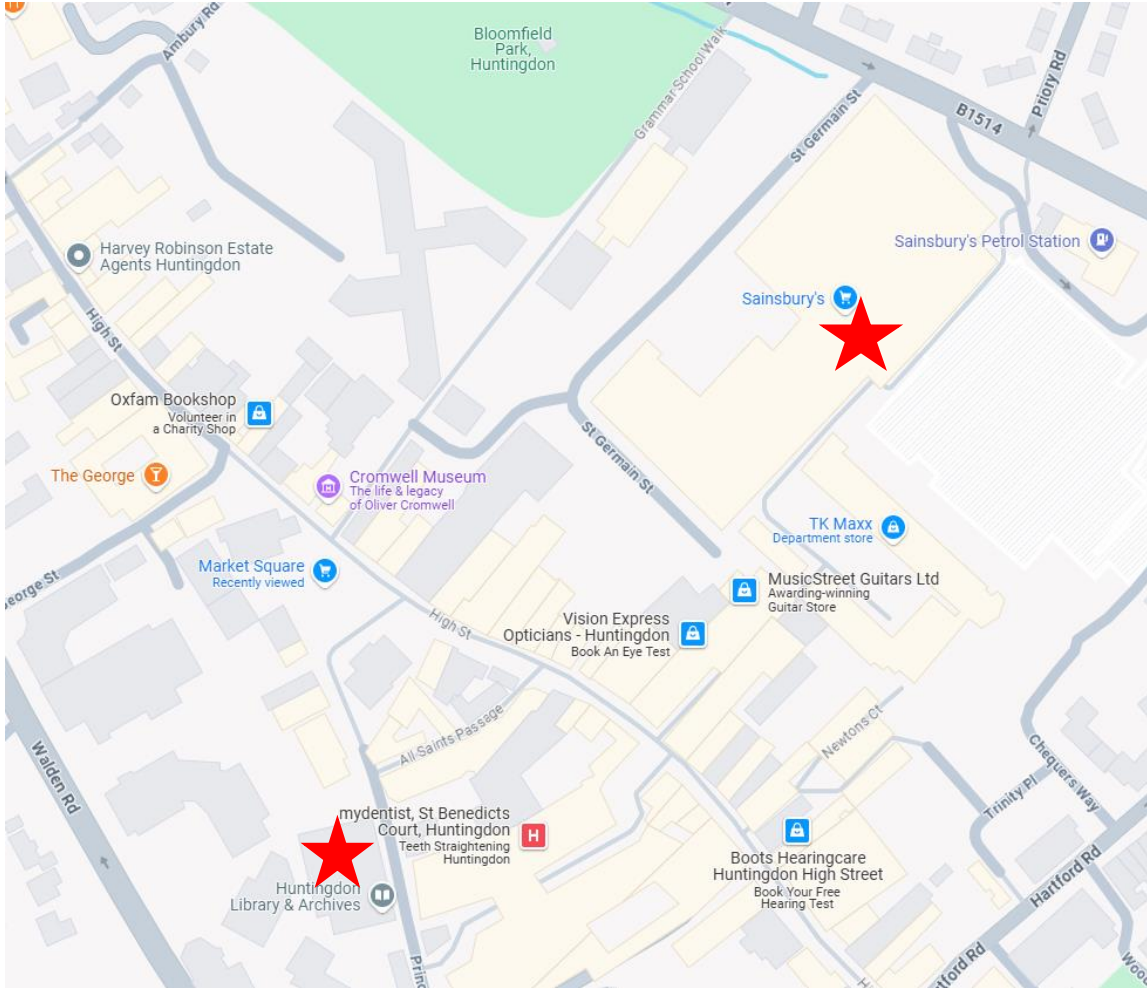 Ambury Rd
Bloomfield
Park,
Huntingdon
Grammar School Walk
St Germain St
B1514
Priory Rd
Harvey Robinson Estate
Agents Huntingdon
Sainsbury's Petrol Station
Sainsbury's
High St
Oxfam Bookshop
Volunteer in
a Charity Shop
The George
Cromwell Museum
The life & legacy
of Oliver Cromwell
St Germain St
TK Maxx
Department store
Market Square
Recently viewed
George St
MusicStreet Guitars Ltd
Awarding-winning
Guitar Store
High St
Vision Express
Opticians - Huntingdon
Book An Eye Test
All Saints Passage
Newtons Ct
Walden Rd
Chequers Way
Trinity Pl
mydentist, St Benedicts
Court, Huntingdon
Teeth Straightening
Huntingdon
H
Boots Hearingcare
Huntingdon High Street
Book Your Free
Hearing Test
Hartford Rd
Huntingdon
Library & Archives
Princ
tford Rd
Woo
H